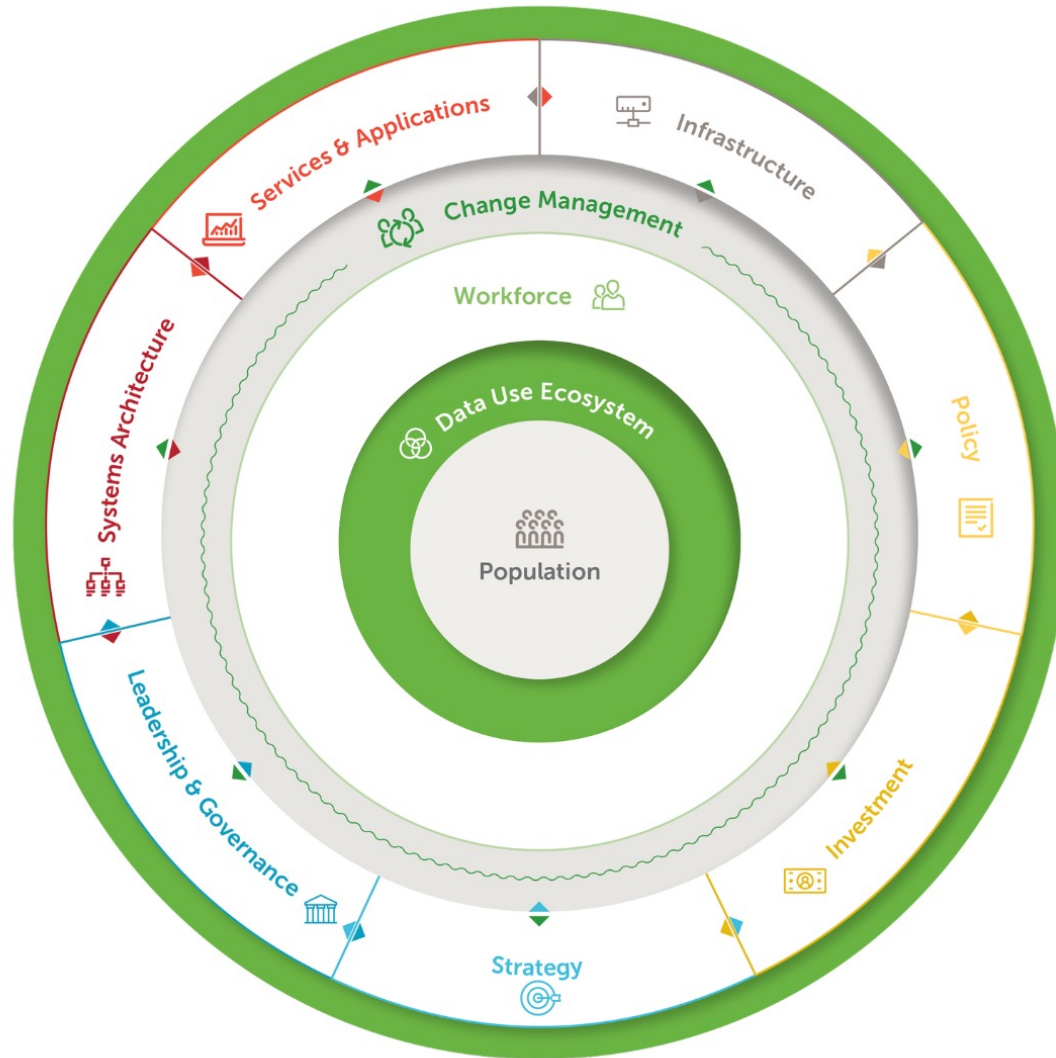 Services & Applications
Infrastructure
Change Management
Workforce
Data Use Ecosystem
Population
Systems Architecture
Policy
Leadership & Governance
Investment
Strategy